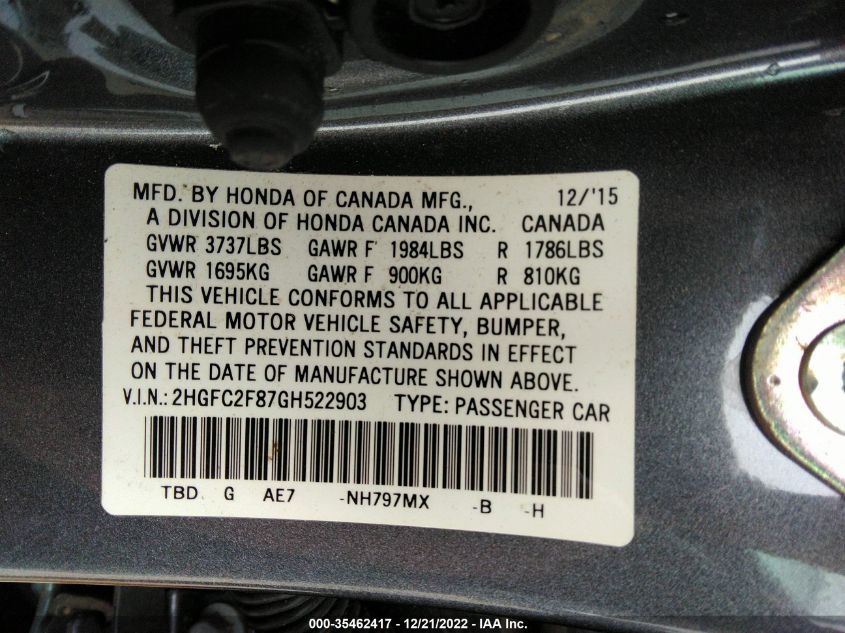 MFD. BY HONDA OF CANADA MFG., 12/'15
A DIVISION OF HONDA CANADA INC. CANADA
GVWR 3737LBS GAWR F 1984LBS R 1786LBS
GVWR 1695KG GAWR F 900KG R 810KG
THIS VEHICLE CONFORMS TO ALL APPLICABLE
FEDERAL MOTOR VEHICLE SAFETY, BUMPER,
AND THEFT PREVENTION STANDARDS IN EFFECT
ON THE DATE OF MANUFACTURE SHOWN ABOVE.
V.I.N.: 2HGFC2F87GH522903 TYPE: PASSENGER CAR
TBD G AE7 -NH797MX -B -H
000-35462417 - 12/21/2022 - IAA Inc.